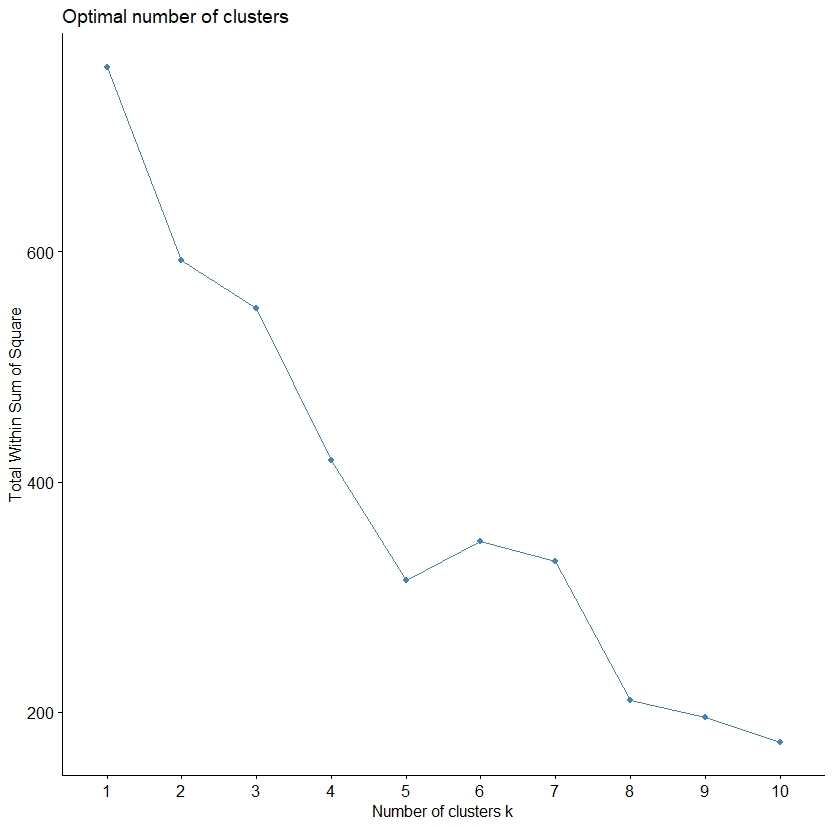 Optimal number of clusters
Total Within Sum of Square
600
400
200
1 2 3 4 5 6 7 8 9 10
Number of clusters k